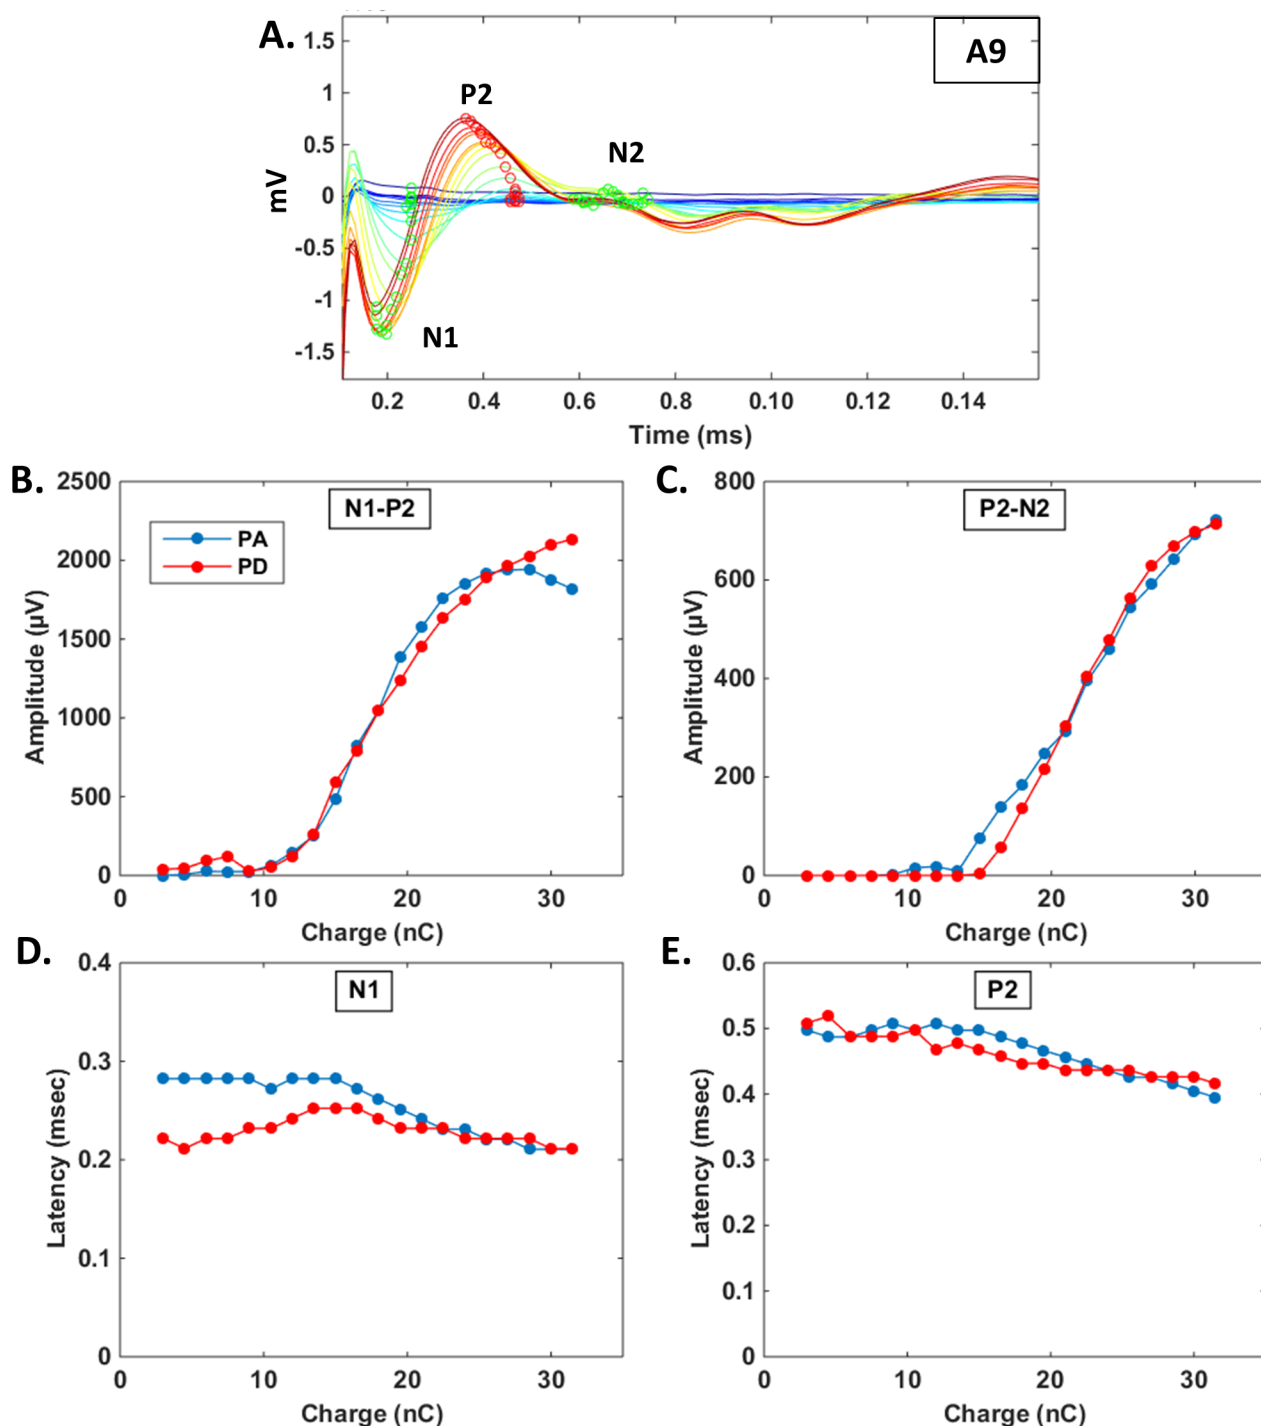 A.
A9
P2
N2
N1
1.5
1
0.5
0
-0.5
-1
-1.5
mV
0.2
0.4
0.6
0.8
0.10
0.12
0.14
Time (ms)
B.
N1-P2
PA
PD
2500
2000
1500
1000
500
0
Amplitude (µV)
0
10
20
30
Charge (nC)
C.
P2-N2
800
600
400
200
0
Amplitude (µV)
0
10
20
30
Charge (nC)
D.
N1
0.4
0.3
0.2
0.1
0
Latency (msec)
0
10
20
30
Charge (nC)
E.
P2
0.6
0.5
0.4
0.3
0.2
0.1
0
Latency (msec)
0
10
20
30
Charge (nC)